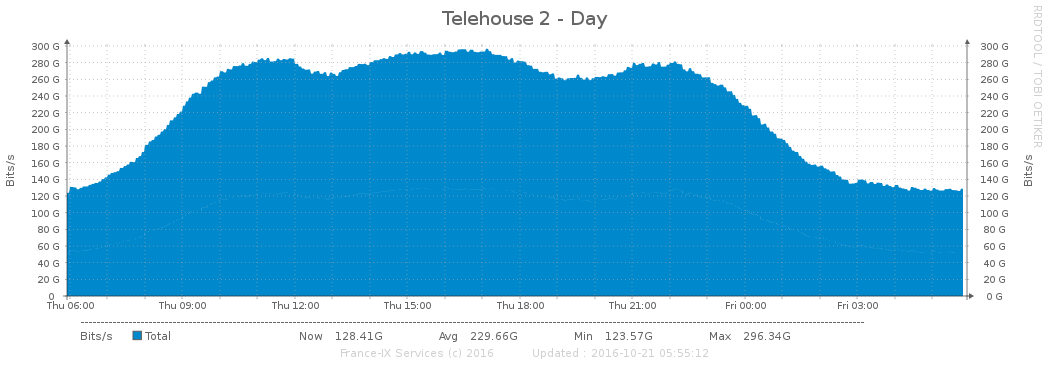 Telehouse 2 - Day
RRDTOOL / TOBI OETIKER
Bits/s
300 G 300 G
280 G 280 G
260 G 260 G
240 G 240 G
220 G 220 G
200 G 200 G
180 G 180 G
160 G 160 G
140 G 140 G
120 G 120 G
100 G 100 G
80 G 80 G
60 G 60 G
40 G 40 G
20 G 20 G
0 0 G
Bits/s
Thu 06:00 Thu 09:00 Thu 12:00 Thu 15:00 Thu 18:00 Thu 21:00 Fri 00:00 Fri 03:00
Bits/s Total Now 128.41G Avg 229.66G Min 123.57G Max 296.34G
France-IX Services (c) 2016 Updated : 2016-10-21 05:55:12